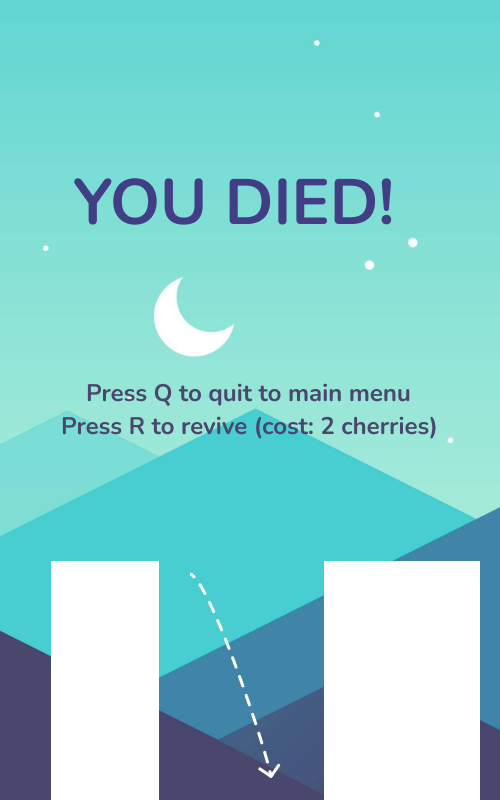 YOU DIED!
Press Q to quit to main menu
Press R to revive (cost: 2 cherries)